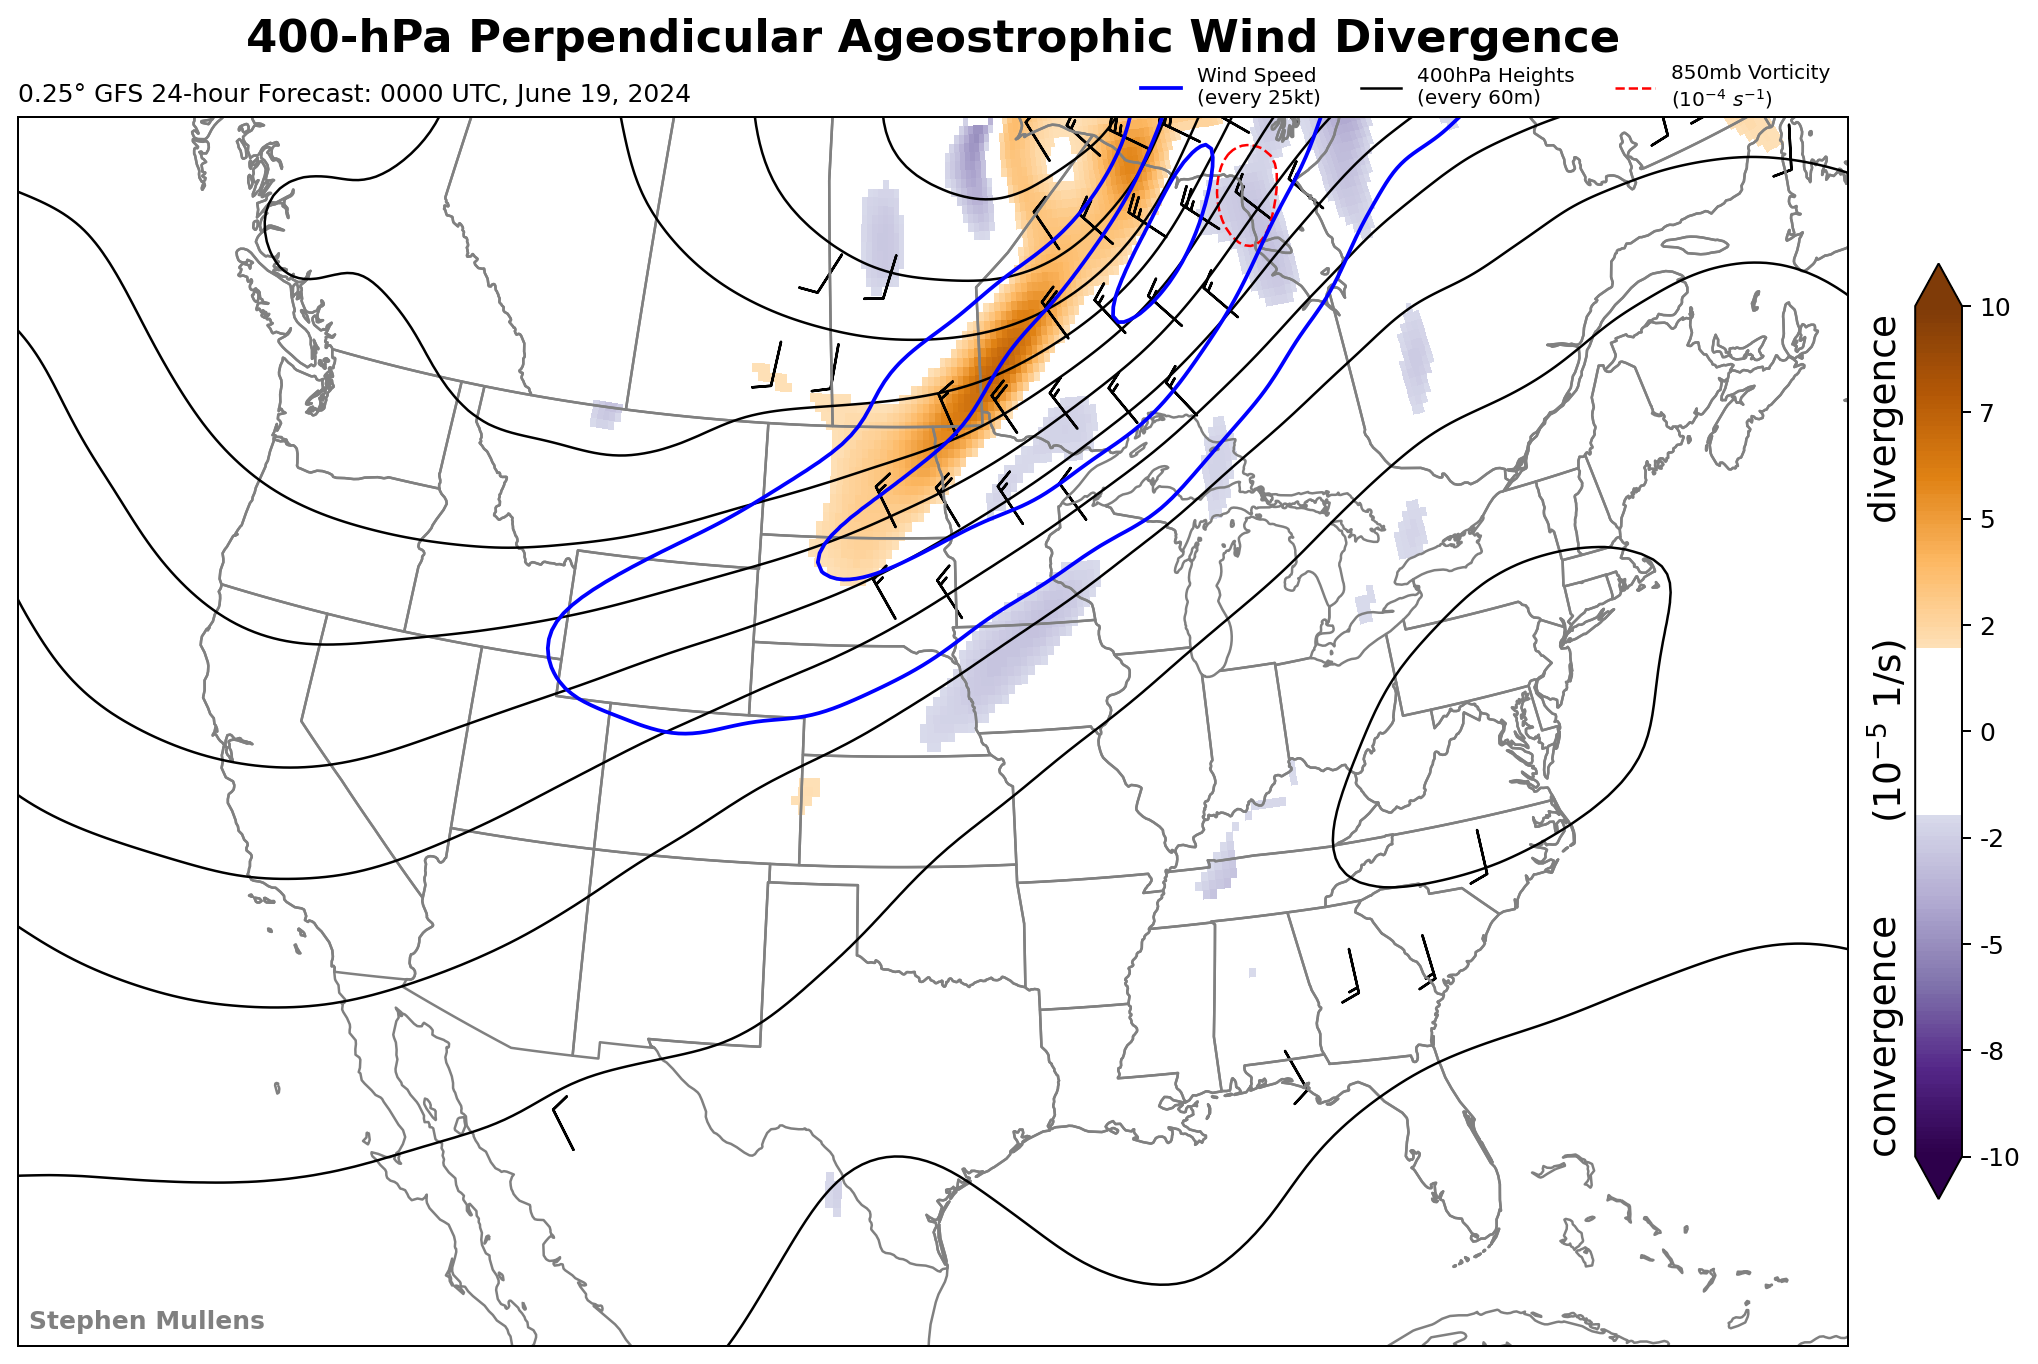 400-hPa Perpendicular Ageostrophic Wind Divergence
0.25° GFS 24-hour Forecast: 0000 UTC, June 19, 2024
Wind Speed
(every 25kt)
400hPa Heights
(every 60m)
850mb Vorticity
(10⁻⁴ s⁻¹)
10
7
5
2
0
-2
-5
-8
-10
convergence (10⁻⁵ 1/s) divergence
Stephen Mullens